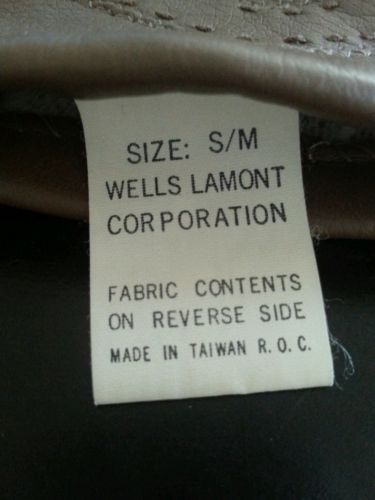 SIZE: S/M
WELLS LAMONT
CORPORATION
FABRIC CONTENTS
ON REVERSE SIDE
MADE IN TAIWAN R. O. C.